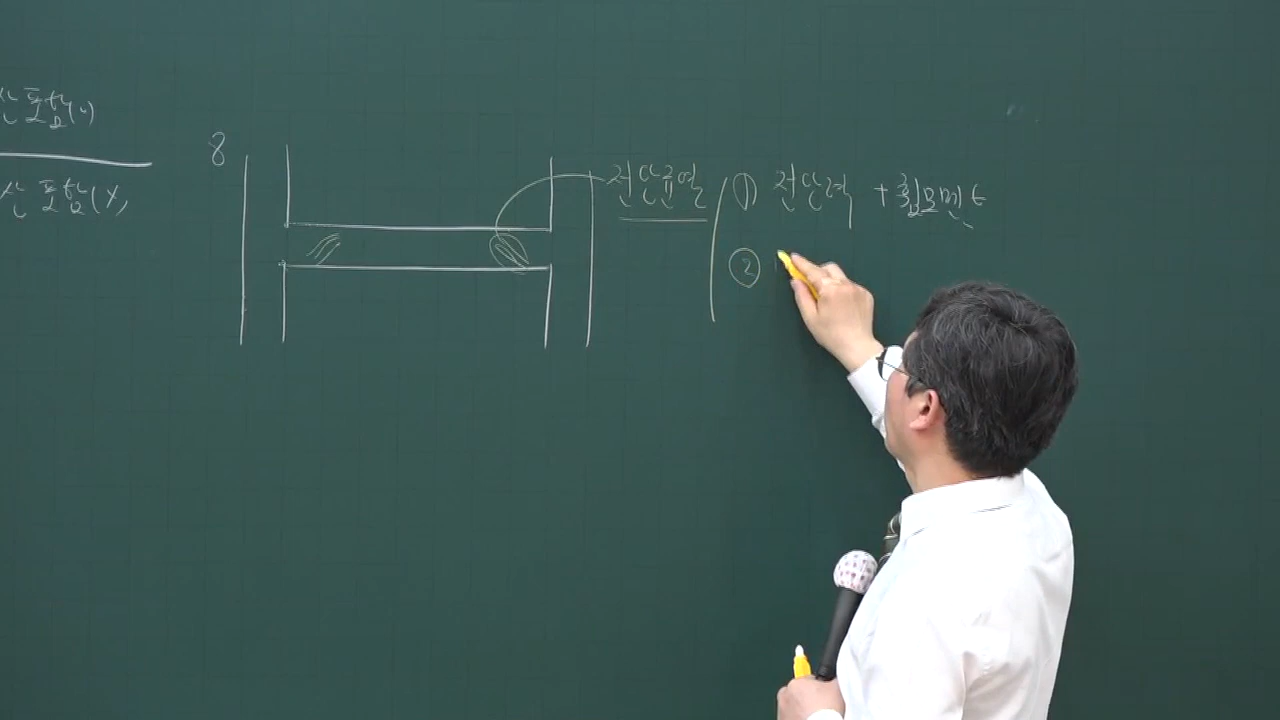 산 포함(o)
산 포함(x)
8
전단균열
① 전단력 + 휨모멘트
②